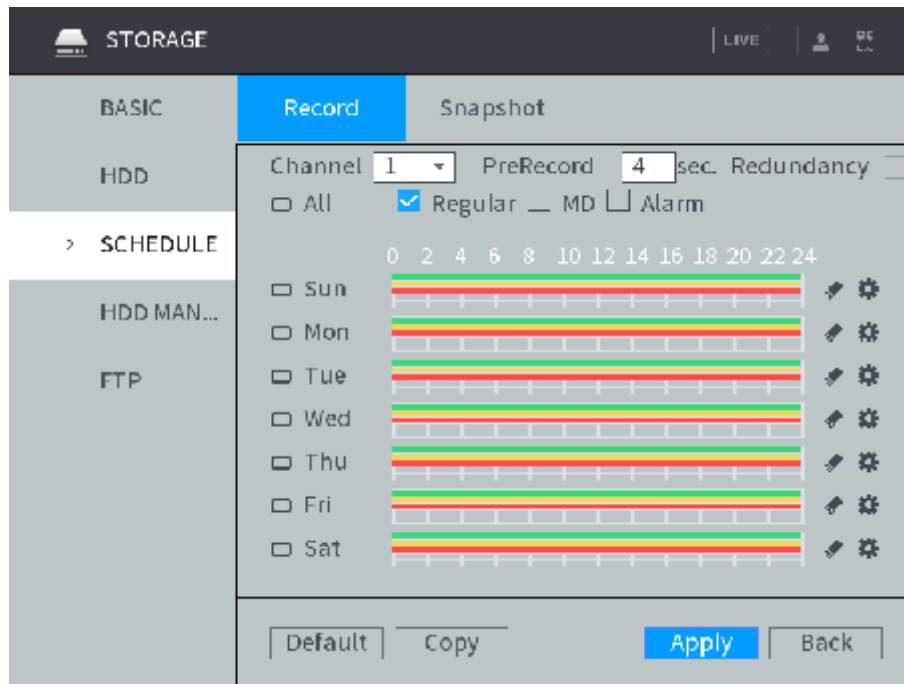 STORAGE LIVE
BASIC Record Snapshot
HDD Channel 1 PreRecord 4 sec. Redundancy
All Regular MD Alarm
> SCHEDULE
0 2 4 6 8 10 12 14 16 18 20 22 24
Sun
HDD MAN...
Mon
FTP Tue
Wed
Thu
Fri
Sat
Default Copy Apply Back